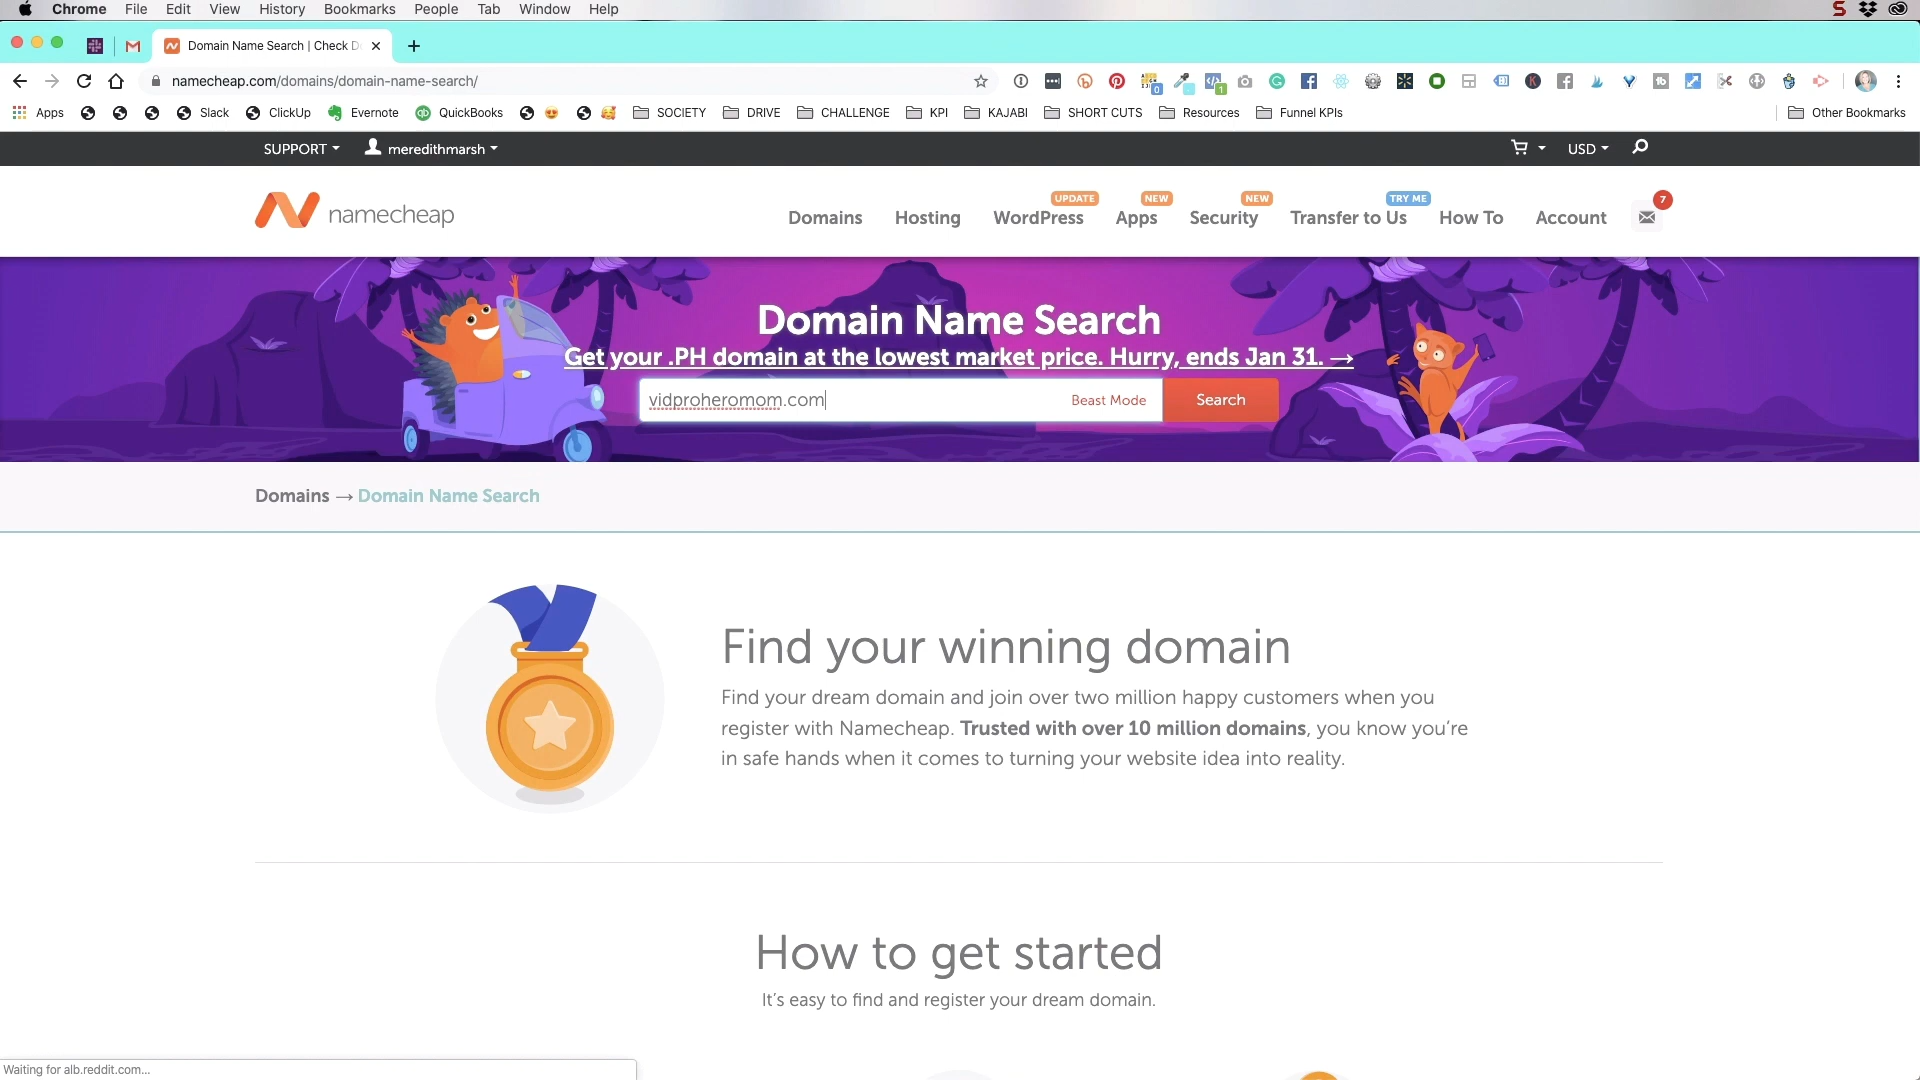 Chrome File Edit View History Bookmarks People Tab Window Help
Domain Name Search | Check D
namecheap.com/domains/domain-name-search/
Apps Slack ClickUp Evernote QuickBooks SOCIETY DRIVE CHALLENGE KPI KAJABI SHORT CUTS Resources Funnel KPIs Other Bookmarks
SUPPORT meredithmarsh USD
UPDATE NEW NEW TRY ME 7
namecheap Domains Hosting WordPress Apps Security Transfer to Us How To Account
Domain Name Search
Get your .PH domain at the lowest market price. Hurry, ends Jan 31. →
vidproheromom.com Beast Mode Search
Domains → Domain Name Search
Find your winning domain
Find your dream domain and join over two million happy customers when you
register with Namecheap. Trusted with over 10 million domains, you know you’re
in safe hands when it comes to turning your website idea into reality.
How to get started
It’s easy to find and register your dream domain.
Waiting for alb.reddit.com...